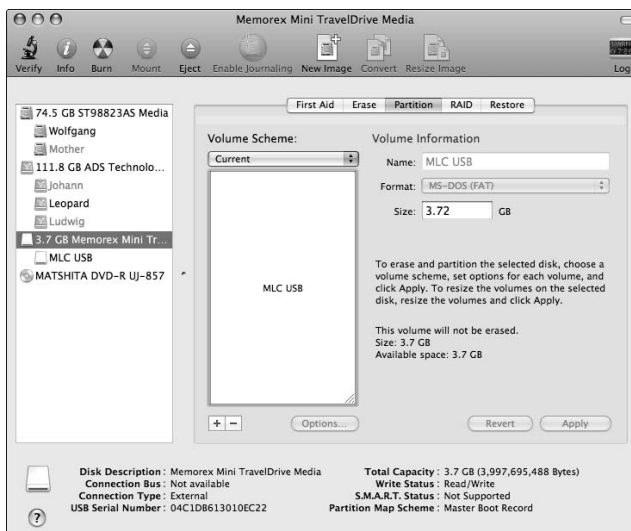 Memorex Mini TravelDrive Media
Verify Info Burn Mount Eject Enable Journaling New Image Convert Resize Image Log
First Aid Erase Partition RAID Restore
74.5 GB ST98823AS Media
Wolfgang
Mother
111.8 GB ADS Technolo...
Johann
Leopard
Ludwig
3.7 GB Memorex Mini Tr...
MLC USB
MATSHITA DVD-R UJ-857
Volume Scheme:
Current
MLC USB
+ − Options...
Volume Information
Name: MLC USB
Format: MS-DOS (FAT)
Size: 3.72 GB
To erase and partition the selected disk, choose a
volume scheme, set options for each volume, and
click Apply. To resize the volumes on the selected
disk, resize the volumes and click Apply.
This volume will not be erased.
Size: 3.7 GB
Available space: 3.7 GB
Revert Apply
Disk Description : Memorex Mini TravelDrive Media
Connection Bus : Not available
Connection Type : External
USB Serial Number : 04C1DB613010EC22
Total Capacity : 3.7 GB (3,997,695,488 Bytes)
Write Status : Read/Write
S.M.A.R.T. Status : Not Supported
Partition Map Scheme : Master Boot Record
?